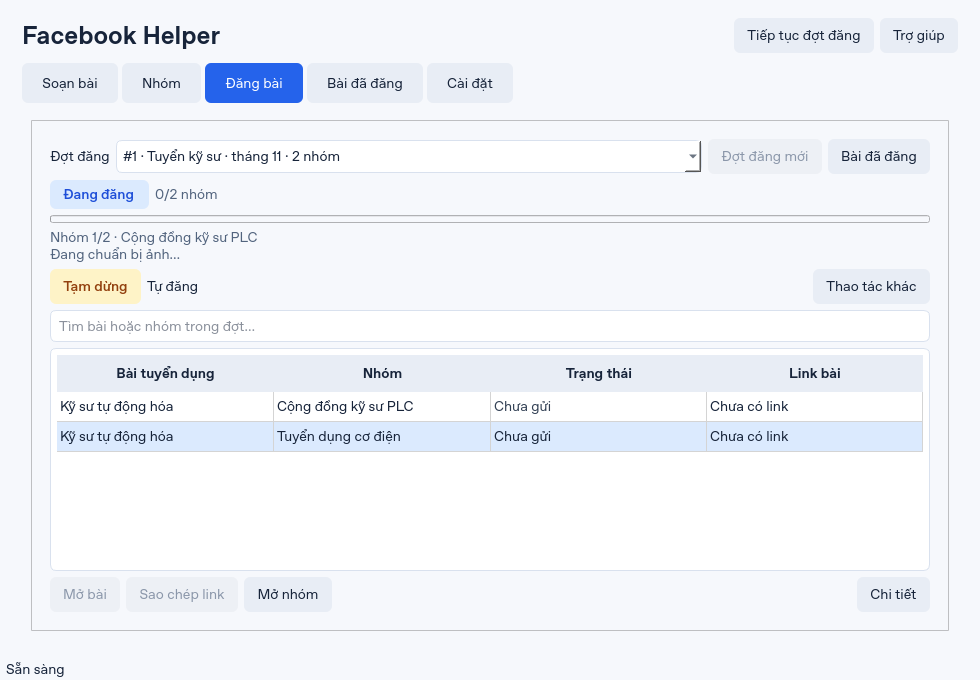 Facebook Helper
Tiếp tục đợt đăng
Trợ giúp
Soạn bài
Nhóm
Đăng bài
Bài đã đăng
Cài đặt
Đợt đăng
#1 · Tuyển kỹ sư · tháng 11 · 2 nhóm
Đợt đăng mới
Bài đã đăng
Đang đăng
0/2 nhóm
Nhóm 1/2 · Cộng đồng kỹ sư PLC
Đang chuẩn bị ảnh...
Tạm dừng
Tự đăng
Thao tác khác
Tìm bài hoặc nhóm trong đợt...
Bài tuyển dụng Nhóm Trạng thái Link bài
Kỹ sư tự động hóa Cộng đồng kỹ sư PLC Chưa gửi Chưa có link
Kỹ sư tự động hóa Tuyển dụng cơ điện Chưa gửi Chưa có link
Mở bài
Sao chép link
Mở nhóm
Chi tiết
Sẵn sàng